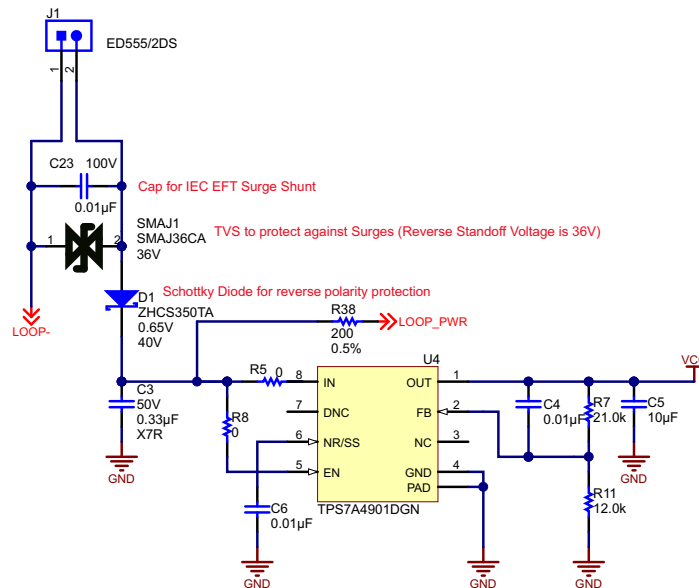 J1
ED555/2DS
1
2
C23 100V
0.01µF
Cap for IEC EFT Surge Shunt
1
2
SMAJ1
SMAJ36CA
36V
TVS to protect against Surges (Reverse Standoff Voltage is 36V)
Schottky Diode for reverse polarity protection
D1
ZHCS350TA
0.65V
40V
LOOP-
R38
200
0.5%
LOOP_PWR
U4
VCC
R5 0
8 IN OUT 1
C3
50V
0.33µF
X7R
R8
0
7 DNC FB 2
C4
0.01µF
R7
21.0k
C5
10µF
6 NR/SS NC 3
5 EN GND 4
PAD
GND
TPS7A4901DGN
C6
0.01µF
R11
12.0k
GND
GND
GND
GND